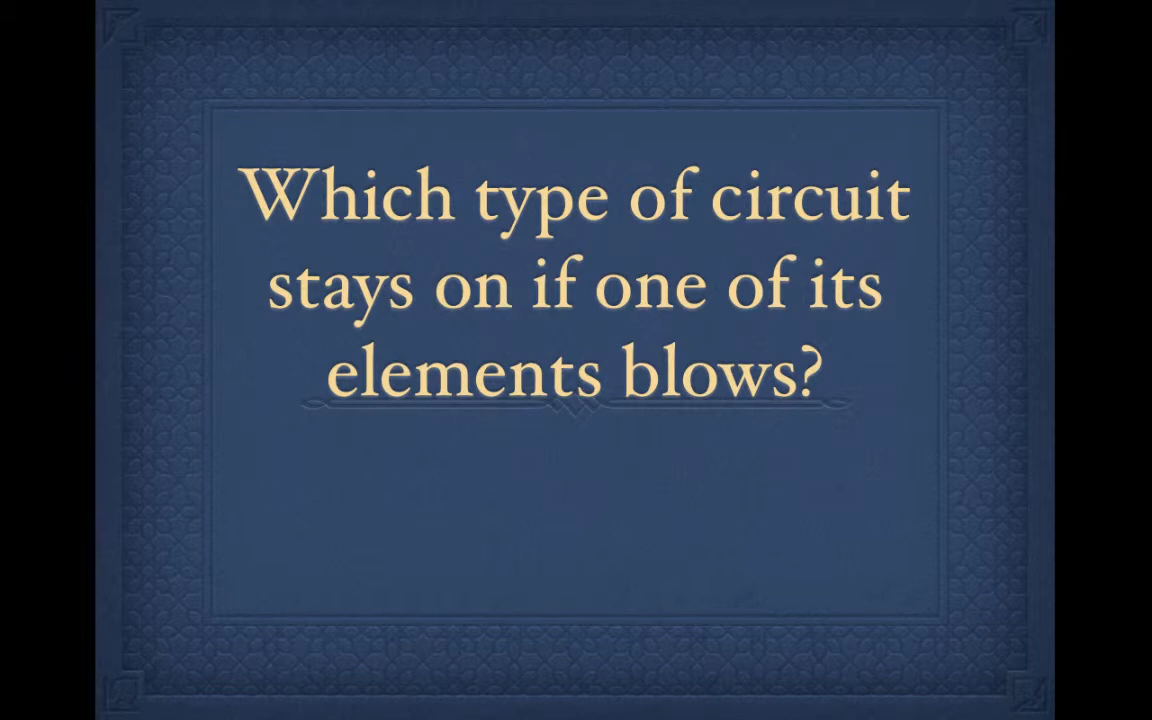 Which type of circuit
stays on if one of its
elements blows?